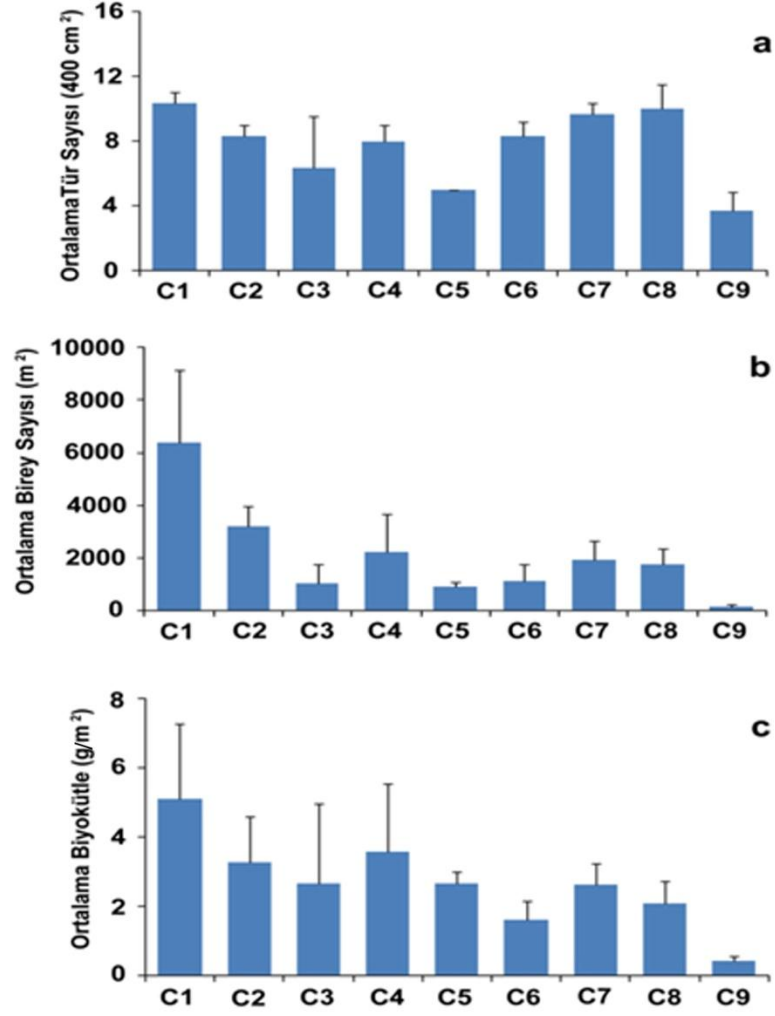 a
OrtalamaTür Sayısı (400 cm²)
16
12
8
4
0
C1 C2 C3 C4 C5 C6 C7 C8 C9
b
Ortalama Birey Sayısı (m²)
10000
8000
6000
4000
2000
0
C1 C2 C3 C4 C5 C6 C7 C8 C9
c
Ortalama Biyokütle (g/m²)
8
6
4
2
0
C1 C2 C3 C4 C5 C6 C7 C8 C9